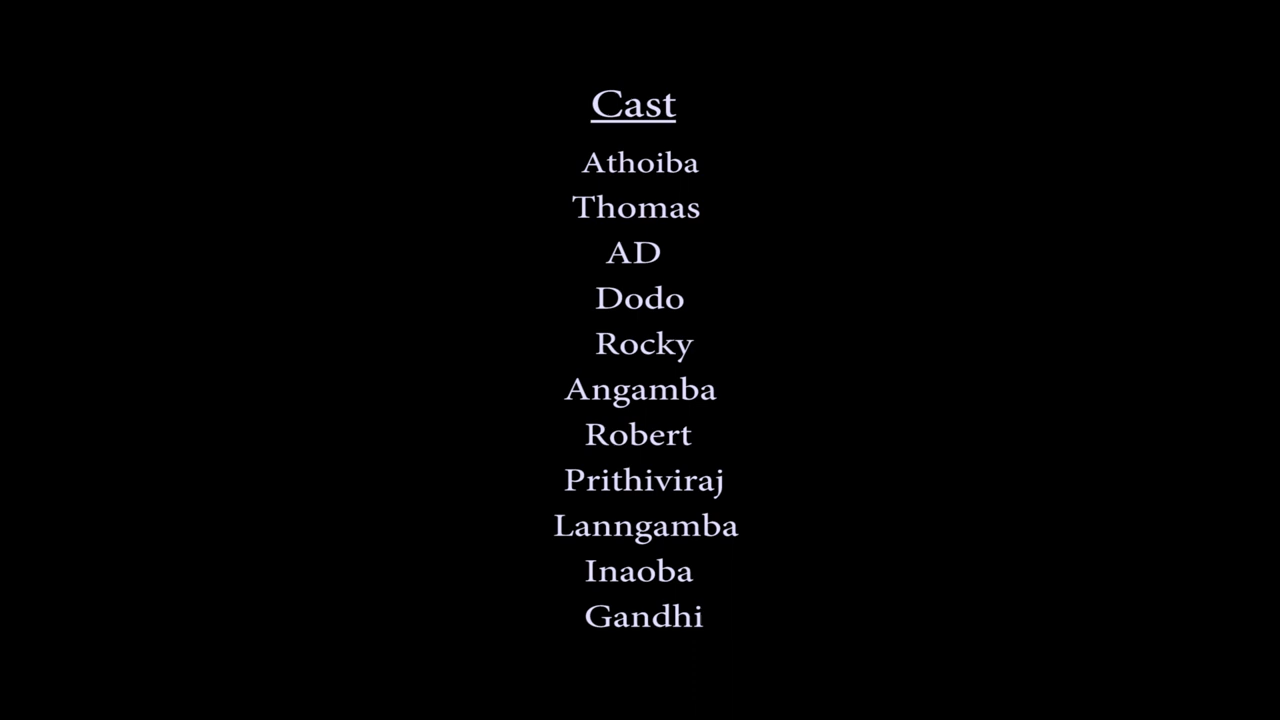 Cast
Athoiba
Thomas
AD
Dodo
Rocky
Angamba
Robert
Prithiviraj
Lanngamba
Inaoba
Gandhi